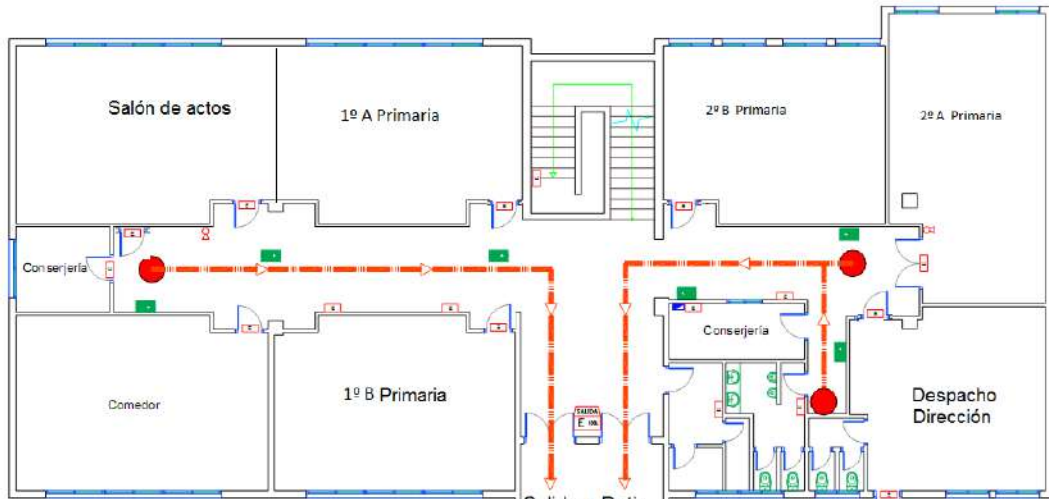 Salón de actos
1º A Primaria
2º B Primaria
2º A Primaria
Conserjería
Conserjería
Comedor
1º B Primaria
Despacho
Dirección
SALIDA
E